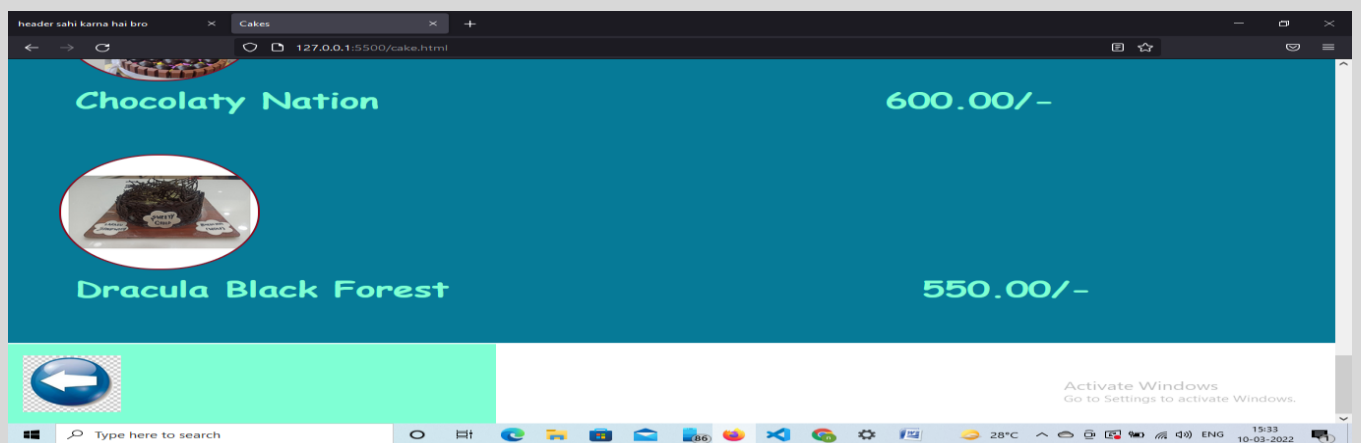 header sahi karna hai bro
Cakes
127.0.0.1:5500/cake.html
Chocolaty Nation 600.00/-
Dracula Black Forest 550.00/-
Activate Windows
Go to Settings to activate Windows.
Type here to search
86
28°C
ENG
15:33
10-03-2022